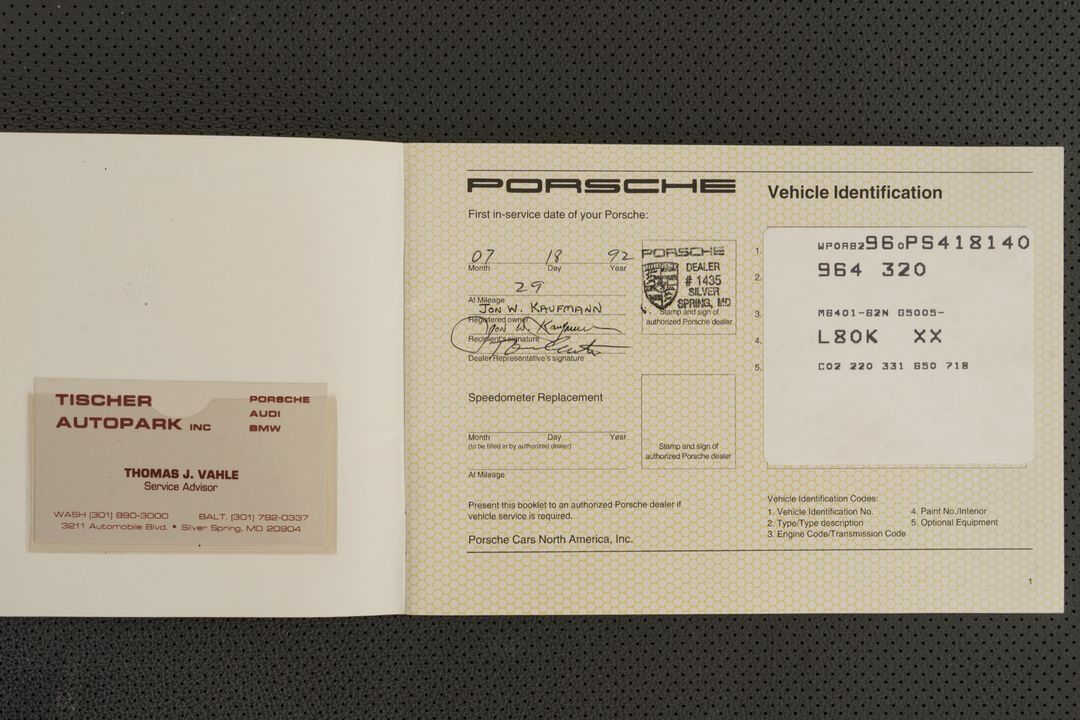 TISCHER PORSCHE
AUTOPARK INC AUDI
BMW
THOMAS J. VAHLE
Service Advisor
WASH (301) 890-3000 BALT. (301) 792-0337
3211 Automobile Blvd. • Silver Spring, MD 20904
PORSCHE
First in-service date of your Porsche:
07 18 92
Month Day Year
29
At Mileage
JON W. KAUFMANN
Registered owner
Jon W. Kaufmann
Recipient's signature
Dealer Representative's signature
PORSCHE
DEALER
# 1435
SILVER
SPRING, MD
Stamp and sign of
authorized Porsche dealer
Speedometer Replacement
Month Day Year
(to be filled in by authorized dealer)
At Mileage
Stamp and sign of
authorized Porsche dealer
Present this booklet to an authorized Porsche dealer if
vehicle service is required.
Porsche Cars North America, Inc.
Vehicle Identification
1. WP0AB2960PS418140
2. 964 320
3. M6401-62N G5005-
4. L80K XX
5. C02 220 331 650 718
Vehicle Identification Codes:
1. Vehicle Identification No. 4. Paint No./Interior
2. Type/Type description 5. Optional Equipment
3. Engine Code/Transmission Code
1